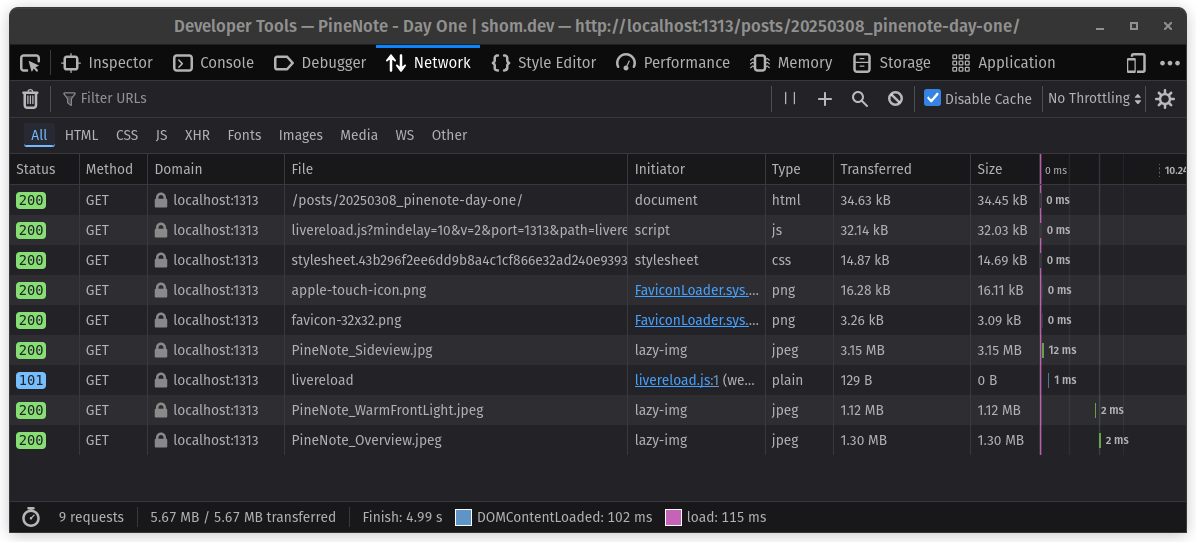 Developer Tools — PineNote - Day One | shom.dev — http://localhost:1313/posts/20250308_pinenote-day-one/
Inspector Console Debugger Network Style Editor Performance Memory Storage Application
Filter URLs Disable Cache No Throttling
All HTML CSS JS XHR Fonts Images Media WS Other
Status Method Domain File Initiator Type Transferred Size 0 ms 10.24
200 GET localhost:1313 /posts/20250308_pinenote-day-one/ document html 34.63 kB 34.45 kB 0 ms
200 GET localhost:1313 livereload.js?mindelay=10&v=2&port=1313&path=livere script js 32.14 kB 32.03 kB 0 ms
200 GET localhost:1313 stylesheet.43b296f2ee6dd9b8a4c1cf866e32ad240e9393 stylesheet css 14.87 kB 14.69 kB 0 ms
200 GET localhost:1313 apple-touch-icon.png FaviconLoader.sys.… png 16.28 kB 16.11 kB 0 ms
200 GET localhost:1313 favicon-32x32.png FaviconLoader.sys.… png 3.26 kB 3.09 kB 0 ms
200 GET localhost:1313 PineNote_Sideview.jpg lazy-img jpeg 3.15 MB 3.15 MB 12 ms
101 GET localhost:1313 livereload livereload.js:1 (we… plain 129 B 0 B 1 ms
200 GET localhost:1313 PineNote_WarmFrontLight.jpeg lazy-img jpeg 1.12 MB 1.12 MB 2 ms
200 GET localhost:1313 PineNote_Overview.jpeg lazy-img jpeg 1.30 MB 1.30 MB 2 ms
9 requests 5.67 MB / 5.67 MB transferred Finish: 4.99 s DOMContentLoaded: 102 ms load: 115 ms